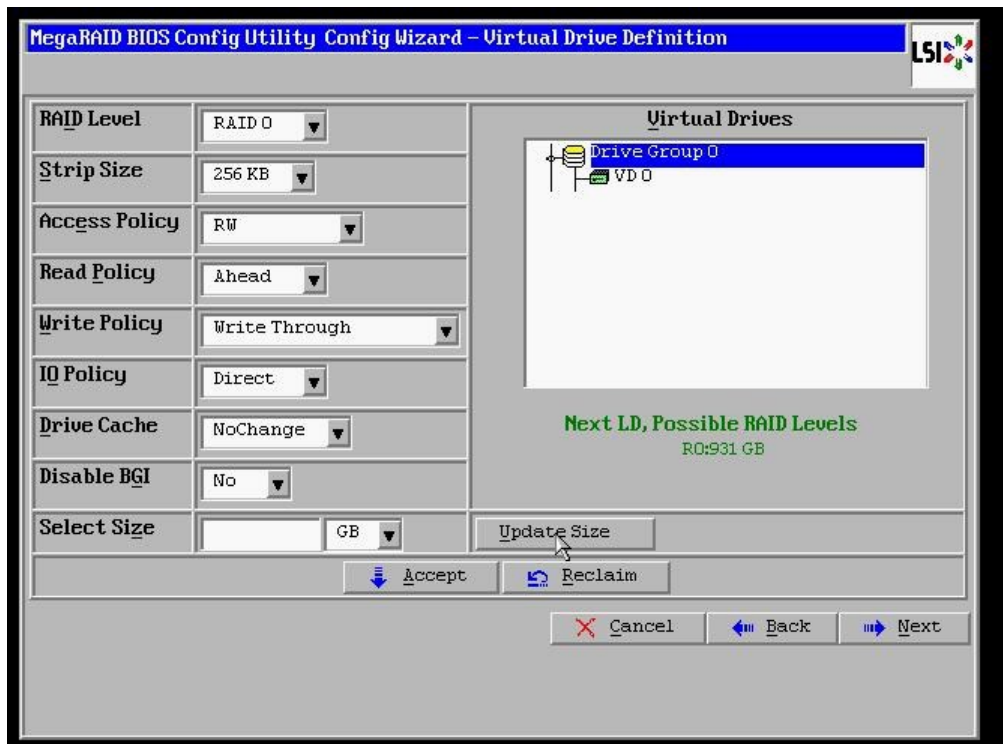 MegaRAID BIOS Config Utility Config Wizard – Virtual Drive Definition
LSI
RAID Level
RAID 0
Strip Size
256 KB
Access Policy
RW
Read Policy
Ahead
Write Policy
Write Through
IO Policy
Direct
Drive Cache
NoChange
Disable BGI
No
Select Size
GB
Virtual Drives
Drive Group 0
VD 0
Next LD, Possible RAID Levels
R0:931 GB
Update Size
Accept
Reclaim
Cancel
Back
Next